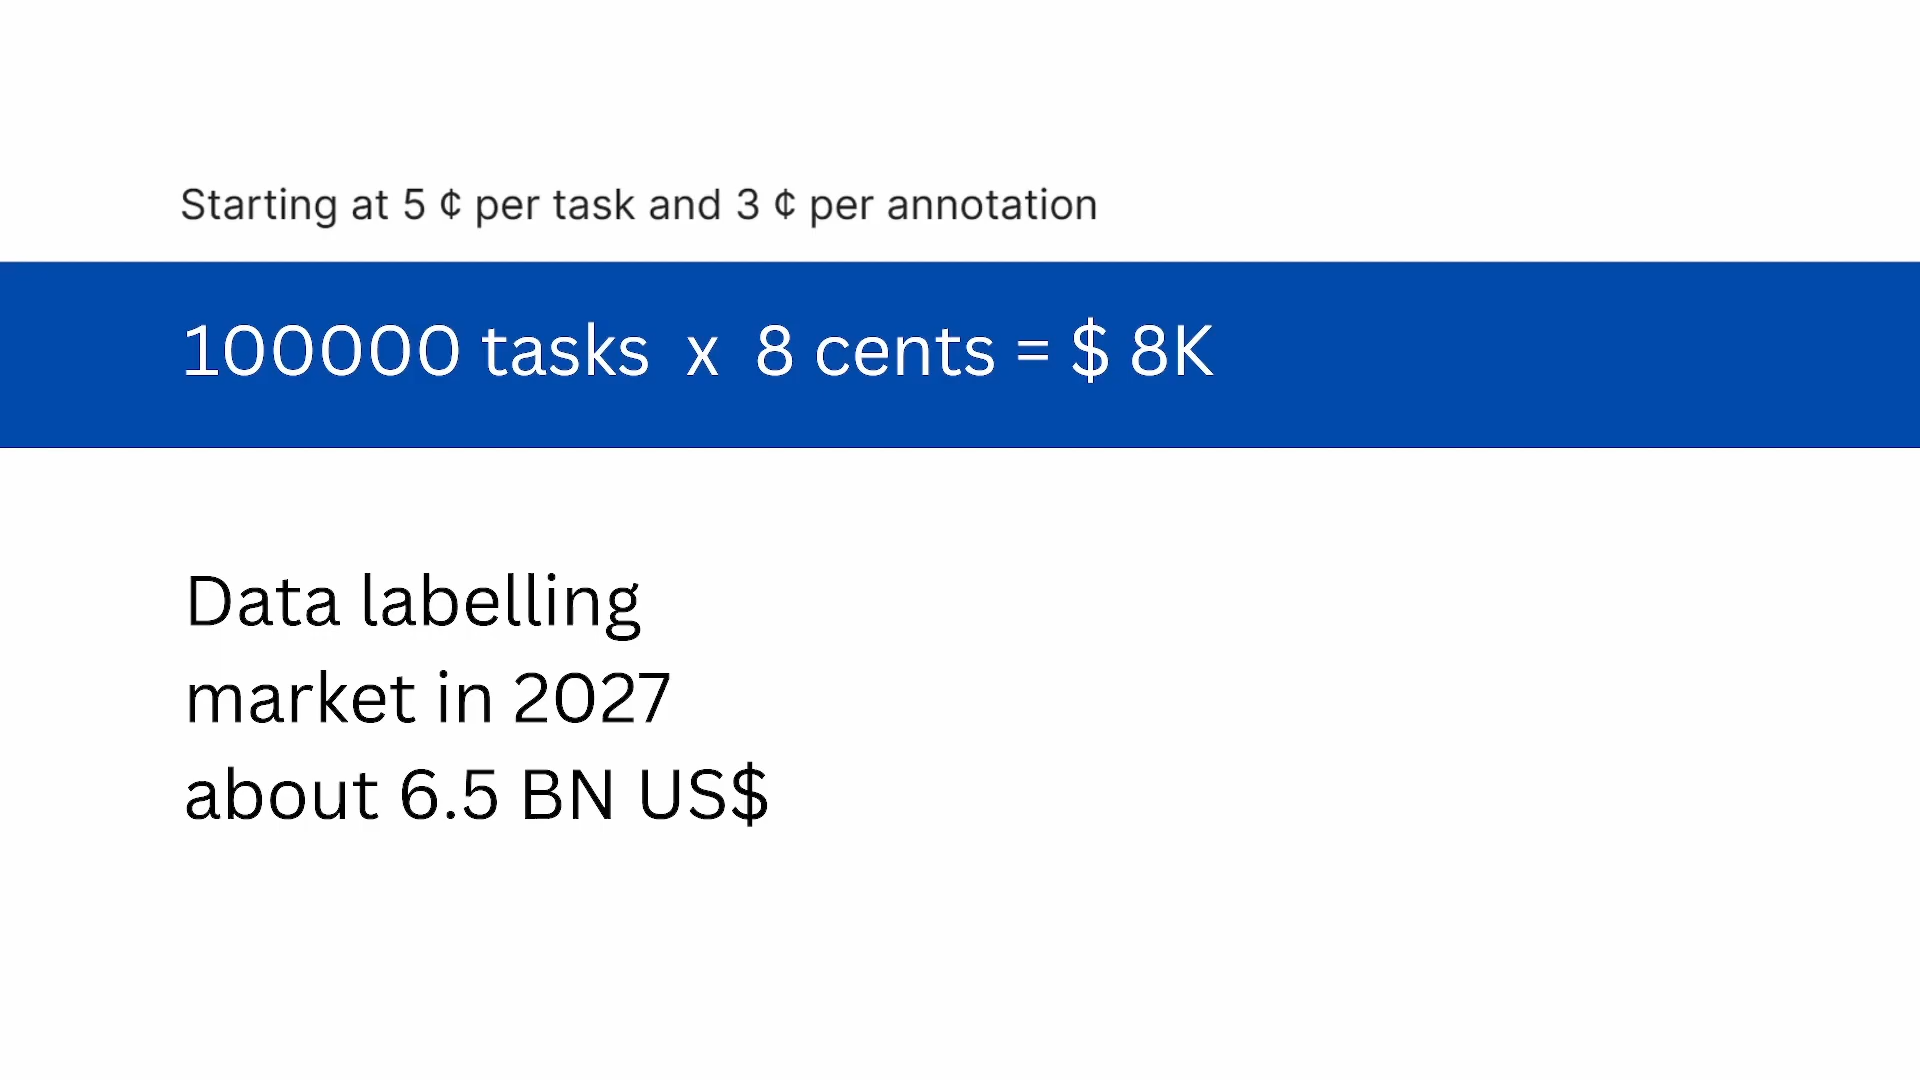 Starting at 5 ¢ per task and 3 ¢ per annotation
100000 tasks x 8 cents = $ 8K
Data labelling
market in 2027
about 6.5 BN US$